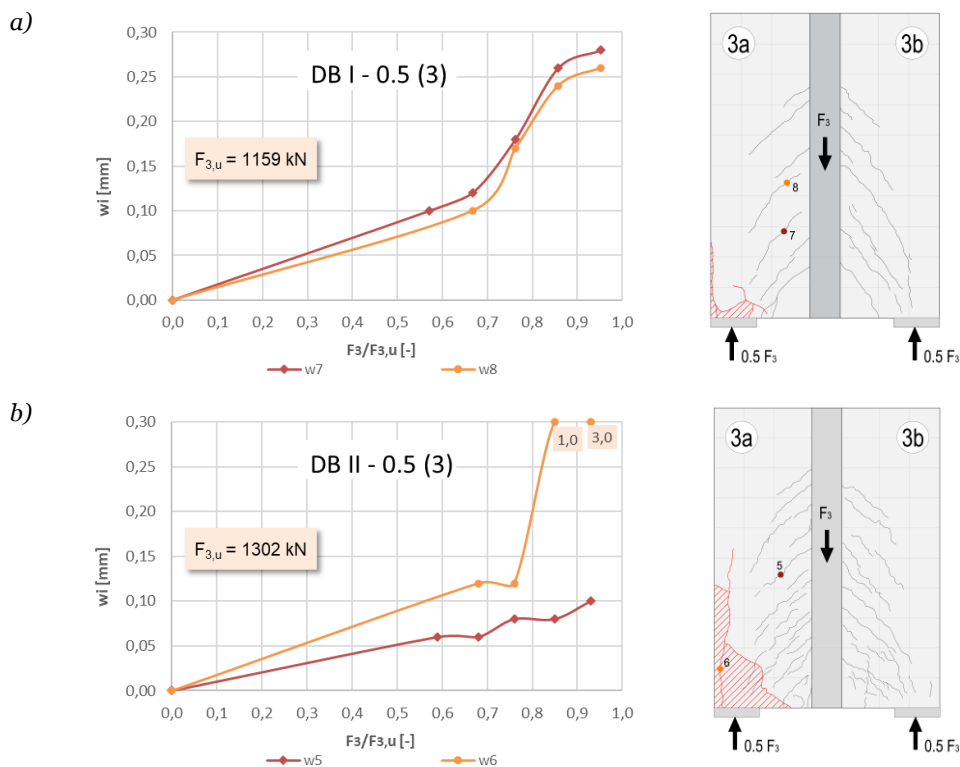 a)
DB I - 0.5 (3)
F3,u = 1159 kN
wi [mm]
0,30
0,25
0,20
0,15
0,10
0,05
0,00
0,0 0,1 0,2 0,3 0,4 0,5 0,6 0,7 0,8 0,9 1,0
F3/F3,u [-]
w7 w8
3a 3b
F3
8
7
0.5 F3 0.5 F3
b)
DB II - 0.5 (3)
F3,u = 1302 kN
1,0 3,0
wi [mm]
0,30
0,25
0,20
0,15
0,10
0,05
0,00
0,0 0,1 0,2 0,3 0,4 0,5 0,6 0,7 0,8 0,9 1,0
F3/F3,u [-]
w5 w6
3a 3b
F3
5
6
0.5 F3 0.5 F3